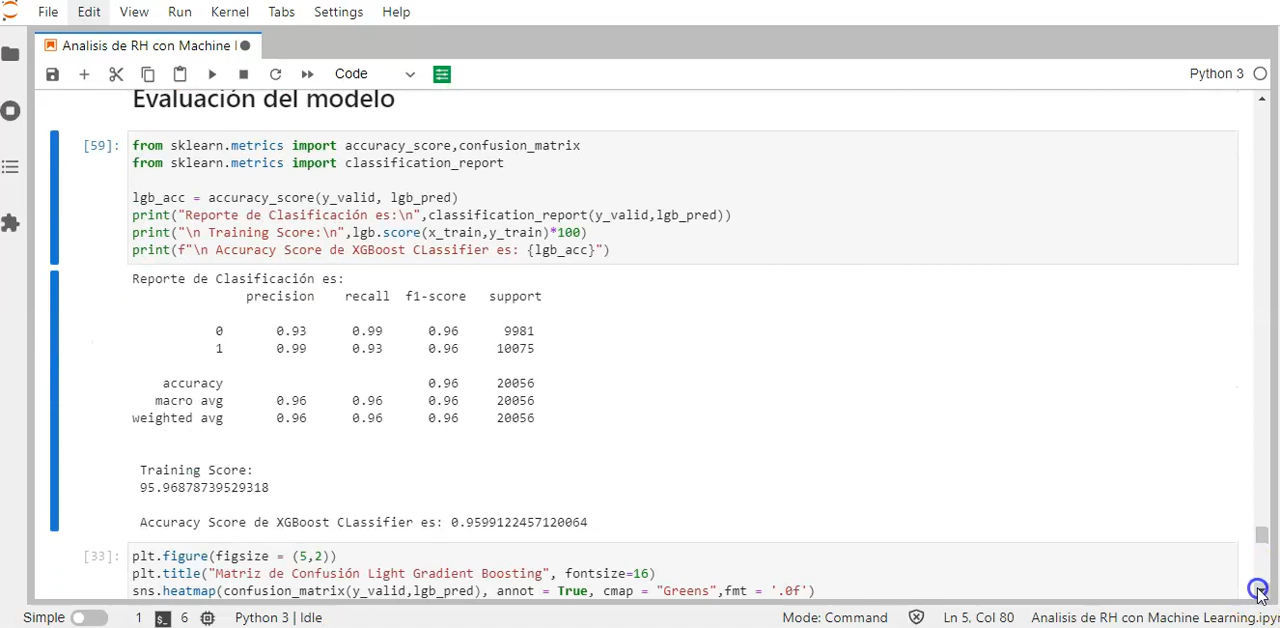 File Edit View Run Kernel Tabs Settings Help
Analisis de RH con Machine
Code
Python 3
Evaluación del modelo
[59]:
from sklearn.metrics import accuracy_score,confusion_matrix
from sklearn.metrics import classification_report
lgb_acc = accuracy_score(y_valid, lgb_pred)
print("Reporte de Clasificación es:\n",classification_report(y_valid,lgb_pred))
print("\n Training Score:\n",lgb.score(x_train,y_train)*100)
print(f"\n Accuracy Score de XGBoost CLassifier es: {lgb_acc}")
Reporte de Clasificación es:
precision recall f1-score support
0 0.93 0.99 0.96 9981
1 0.99 0.93 0.96 10075
accuracy 0.96 20056
macro avg 0.96 0.96 0.96 20056
weighted avg 0.96 0.96 0.96 20056
Training Score:
95.96878739529318
Accuracy Score de XGBoost CLassifier es: 0.9599122457120064
[33]:
plt.figure(figsize = (5,2))
plt.title("Matriz de Confusión Light Gradient Boosting", fontsize=16)
sns.heatmap(confusion_matrix(y_valid,lgb_pred), annot = True, cmap = "Greens",fmt = '.0f')
Simple 1 6 Python 3 | Idle Mode: Command Ln 5, Col 80 Analisis de RH con Machine Learning.ipy